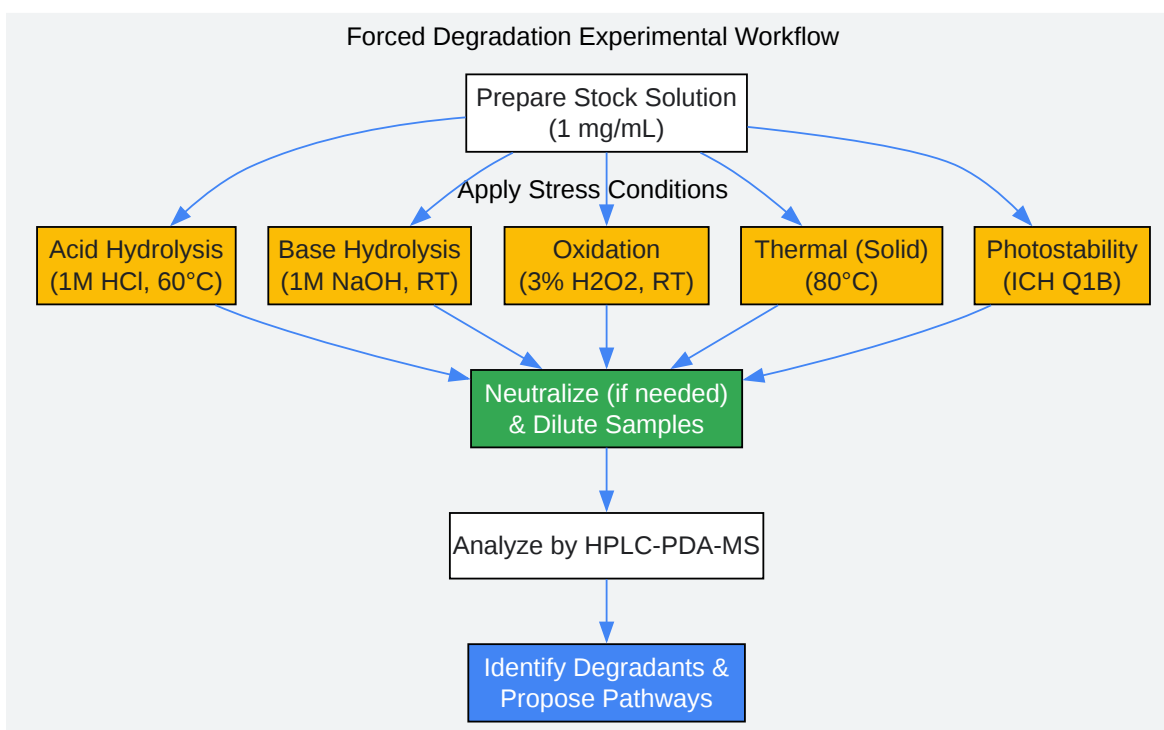 Forced Degradation Experimental Workflow
Prepare Stock Solution
(1 mg/mL)
Apply Stress Conditions
Acid Hydrolysis
(1M HCl, 60°C)
Base Hydrolysis
(1M NaOH, RT)
Oxidation
(3% H2O2, RT)
Thermal (Solid)
(80°C)
Photostability
(ICH Q1B)
Neutralize (if needed)
& Dilute Samples
Analyze by HPLC-PDA-MS
Identify Degradants &
Propose Pathways